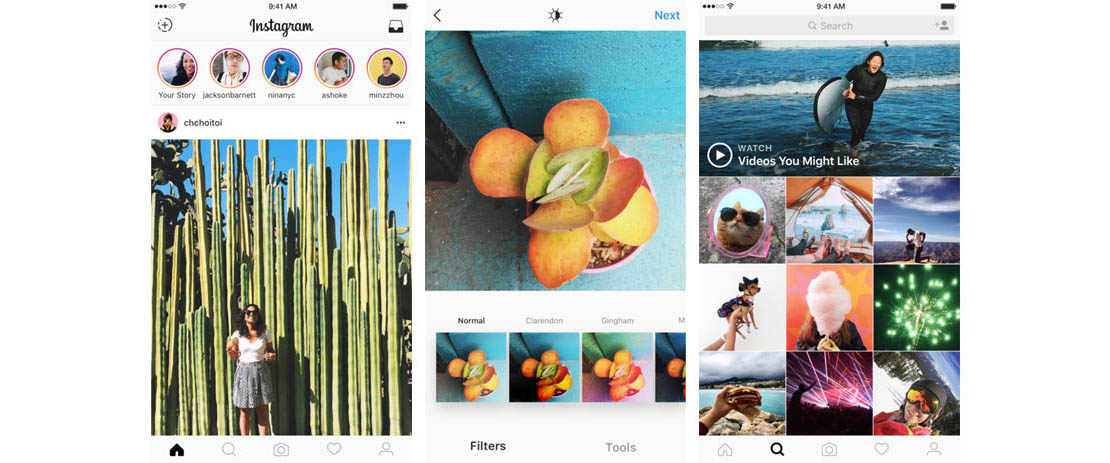 9:41 AM
Instagram
Your Story
jacksonbarnett
ninanyc
ashoke
minzzhou
chchoitoi
Next
Normal
Clarendon
Gingham
M
Filters
Tools
9:41 AM
Search
WATCH
Videos You Might Like